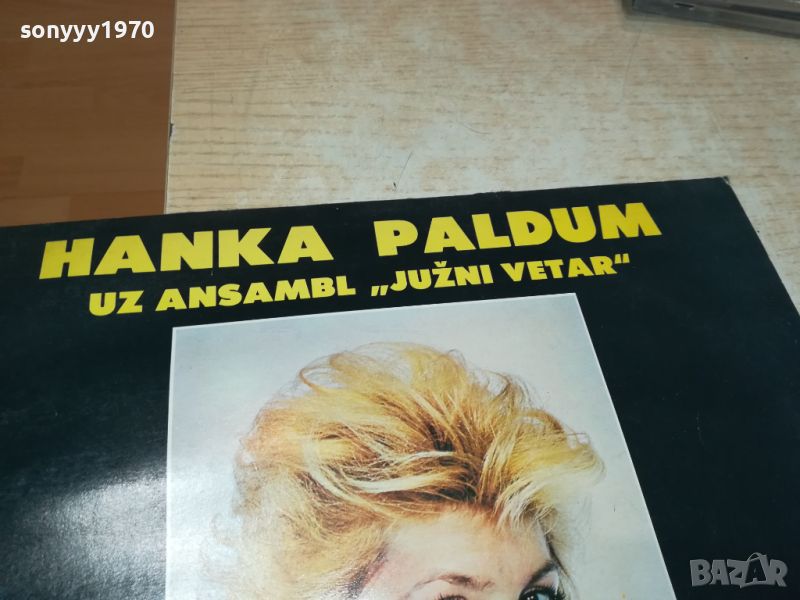 sonyyy1970
HANKA PALDUM
UZ ANSAMBL „JUŽNI VETAR“
BAZAR